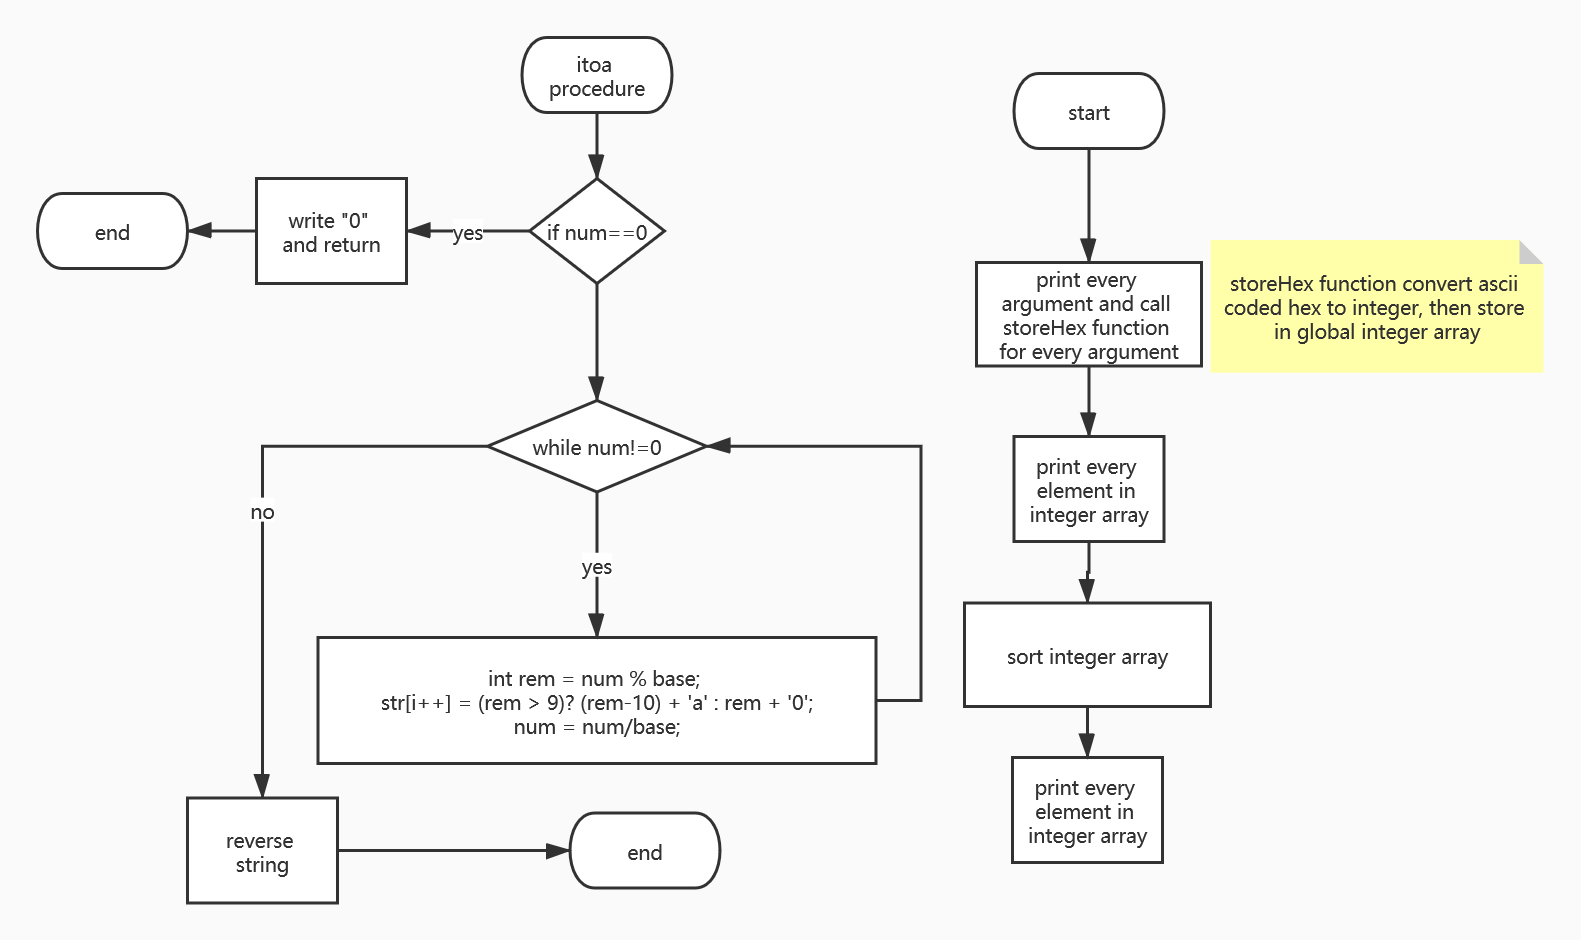 itoa
procedure
if num==0
yes
write "0"
and return
end
while num!=0
no
yes
int rem = num % base;
str[i++] = (rem > 9)? (rem-10) + 'a' : rem + '0';
num = num/base;
reverse
string
end
start
print every
argument and call
storeHex function
for every argument
storeHex function convert ascii
coded hex to integer, then store
in global integer array
print every
element in
integer array
sort integer array
print every
element in
integer array